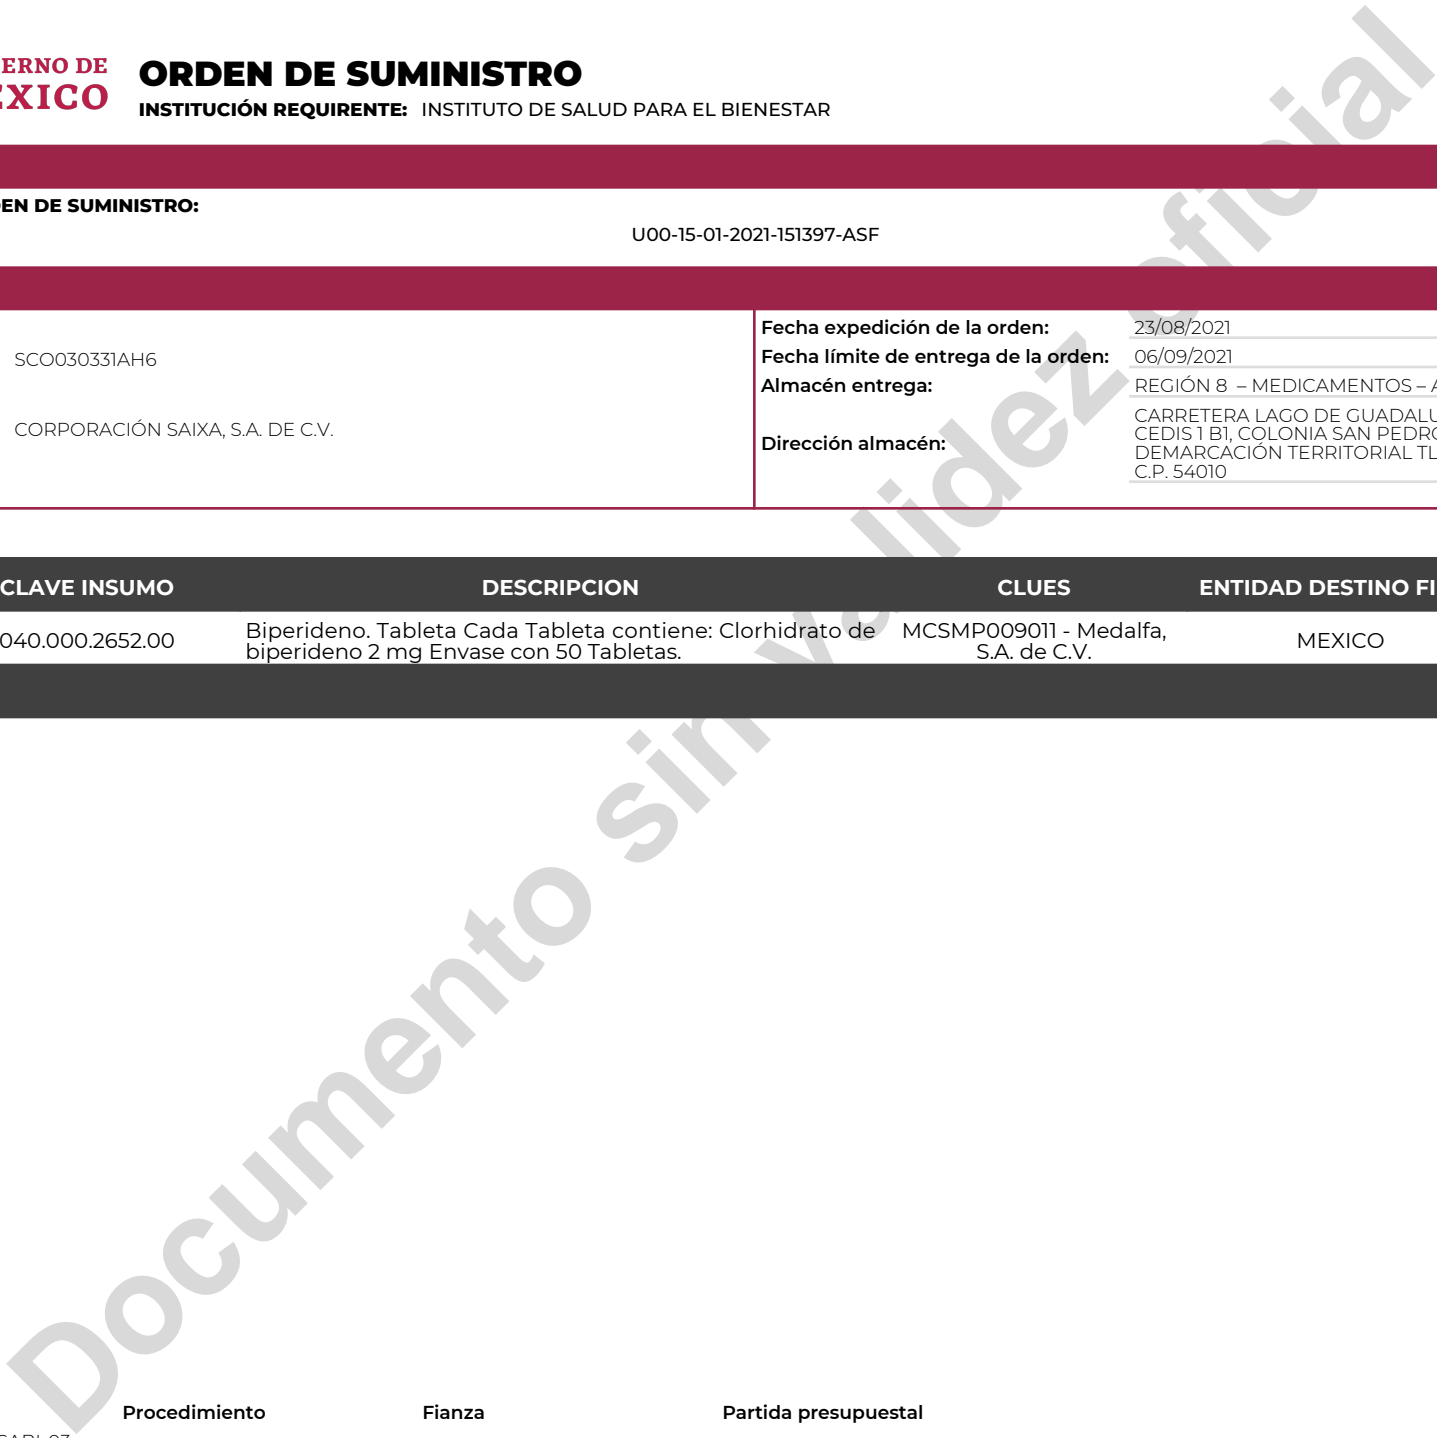 ERNO DE
EXICO
ORDEN DE SUMINISTRO
INSTITUCIÓN REQUIRENTE: INSTITUTO DE SALUD PARA EL BIENESTAR
EN DE SUMINISTRO:
U00-15-01-2021-151397-ASF
SCO030331AH6
CORPORACIÓN SAIXA, S.A. DE C.V.
Fecha expedición de la orden: 23/08/2021
Fecha límite de entrega de la orden: 06/09/2021
Almacén entrega: REGIÓN 8 – MEDICAMENTOS – A
Dirección almacén:
CARRETERA LAGO DE GUADALU
CEDIS 1 B1, COLONIA SAN PEDRO
DEMARCACIÓN TERRITORIAL TL
C.P. 54010
CLAVE INSUMO DESCRIPCION CLUES ENTIDAD DESTINO FI
040.000.2652.00
Biperideno. Tableta Cada Tableta contiene: Clorhidrato de
biperideno 2 mg Envase con 50 Tabletas.
MCSMP009011 - Medalfa,
S.A. de C.V.
MEXICO
Documento sin validez oficial
Procedimiento Fianza Partida presupuestal